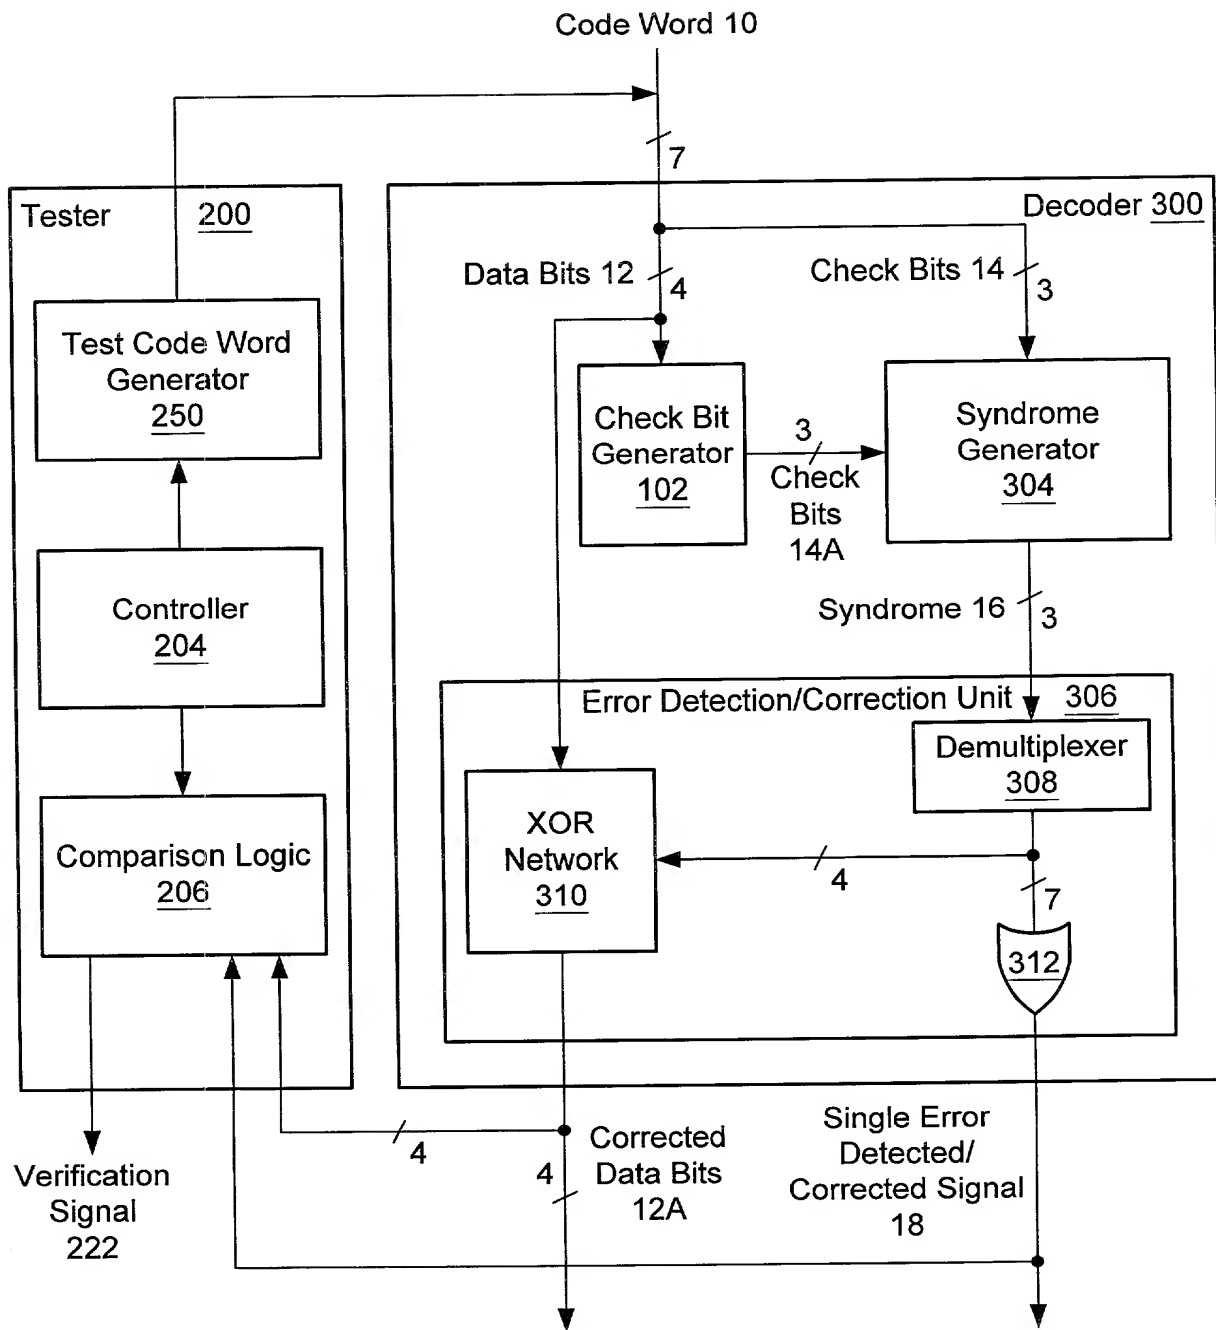 Code Word 10
7
Tester
200
Decoder 300
Data Bits 12
4
Check Bits 14
3
Test Code Word
Generator
250
Check Bit
Generator
102
3
Check
Bits
14A
Syndrome
Generator
304
Controller
204
Syndrome 16
3
Error Detection/Correction Unit
306
Demultiplexer
308
Comparison Logic
206
XOR
Network
310
4
7
312
4
4
Corrected
Data Bits
12A
Single Error
Detected/
Corrected Signal
18
Verification
Signal
222